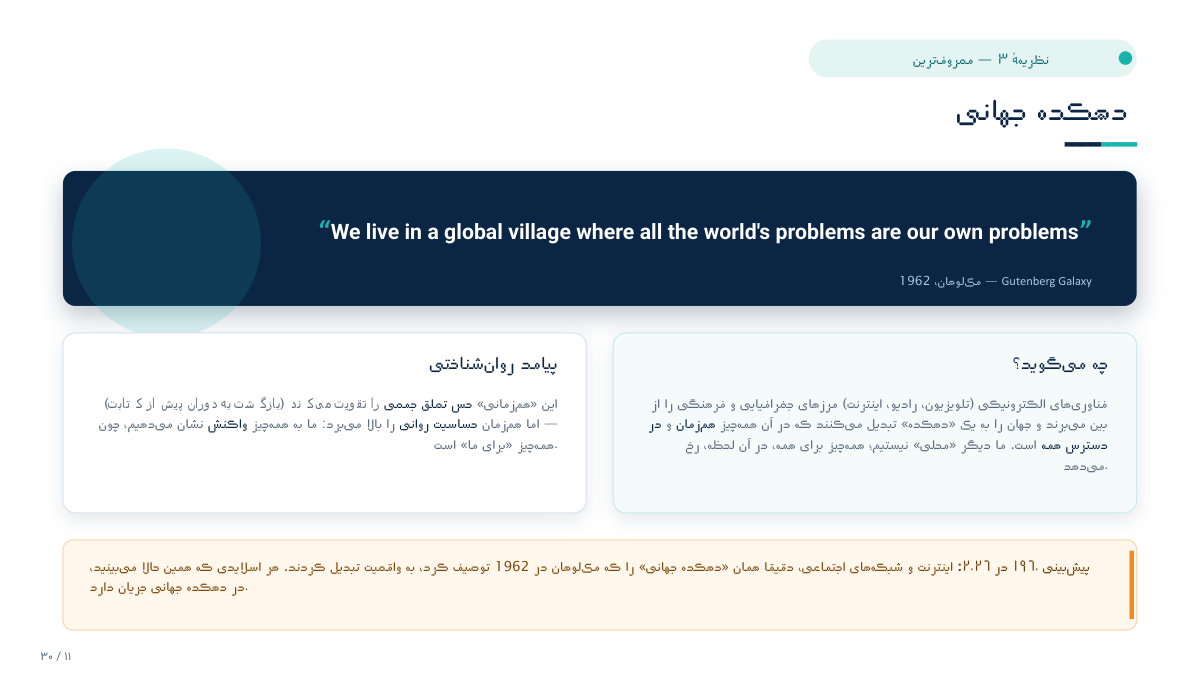 نظریهٔ ۳ — معروف‌ترین
دهکده جهانی
“We live in a global village where all the world's problems are our own problems”
Gutenberg Galaxy — مک‌لوهان، 1962
چه می‌گوید؟
فناوری‌های الکترونیکی (تلویزیون، رادیو، اینترنت) مرزهای جغرافیایی و فرهنگی را از
بین می‌برند و جهان را به یک «دهکده» تبدیل می‌کنند که در آن همه‌چیز همزمان و در
دسترس همه است. ما دیگر «محلی» نیستیم؛ همه‌چیز برای همه، در آن لحظه، رخ
می‌دهد.
پیامد روان‌شناختی
این «هم‌زمانی» حس تعلق جمعی را تقویت می‌کند (بازگشت به دوران پیش از کتابت)
— اما هم‌زمان حساسیت روانی را بالا می‌برد: ما به همه‌چیز واکنش نشان می‌دهیم، چون
همه‌چیز «برای ما» است.
پیش‌بینی ۱۹۶۰ در ۲۰۲۶: اینترنت و شبکه‌های اجتماعی، دقیقا همان «دهکده جهانی» را که مک‌لوهان در 1962 توصیف کرد، به واقعیت تبدیل کردند. هر اسلایدی که همین حالا می‌بینید،
در دهکده جهانی جریان دارد.
۳۰ / ۱۱